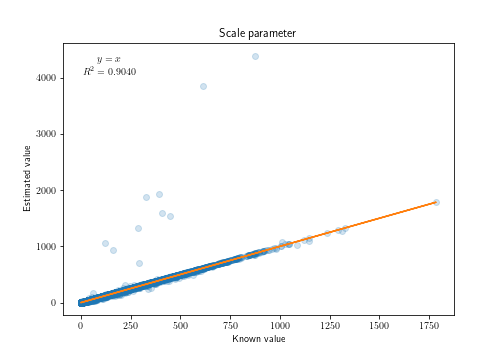 Scale parameter
y = x
R² = 0.9040
Estimated value
4000
3000
2000
1000
0
0 250 500 750 1000 1250 1500 1750
Known value